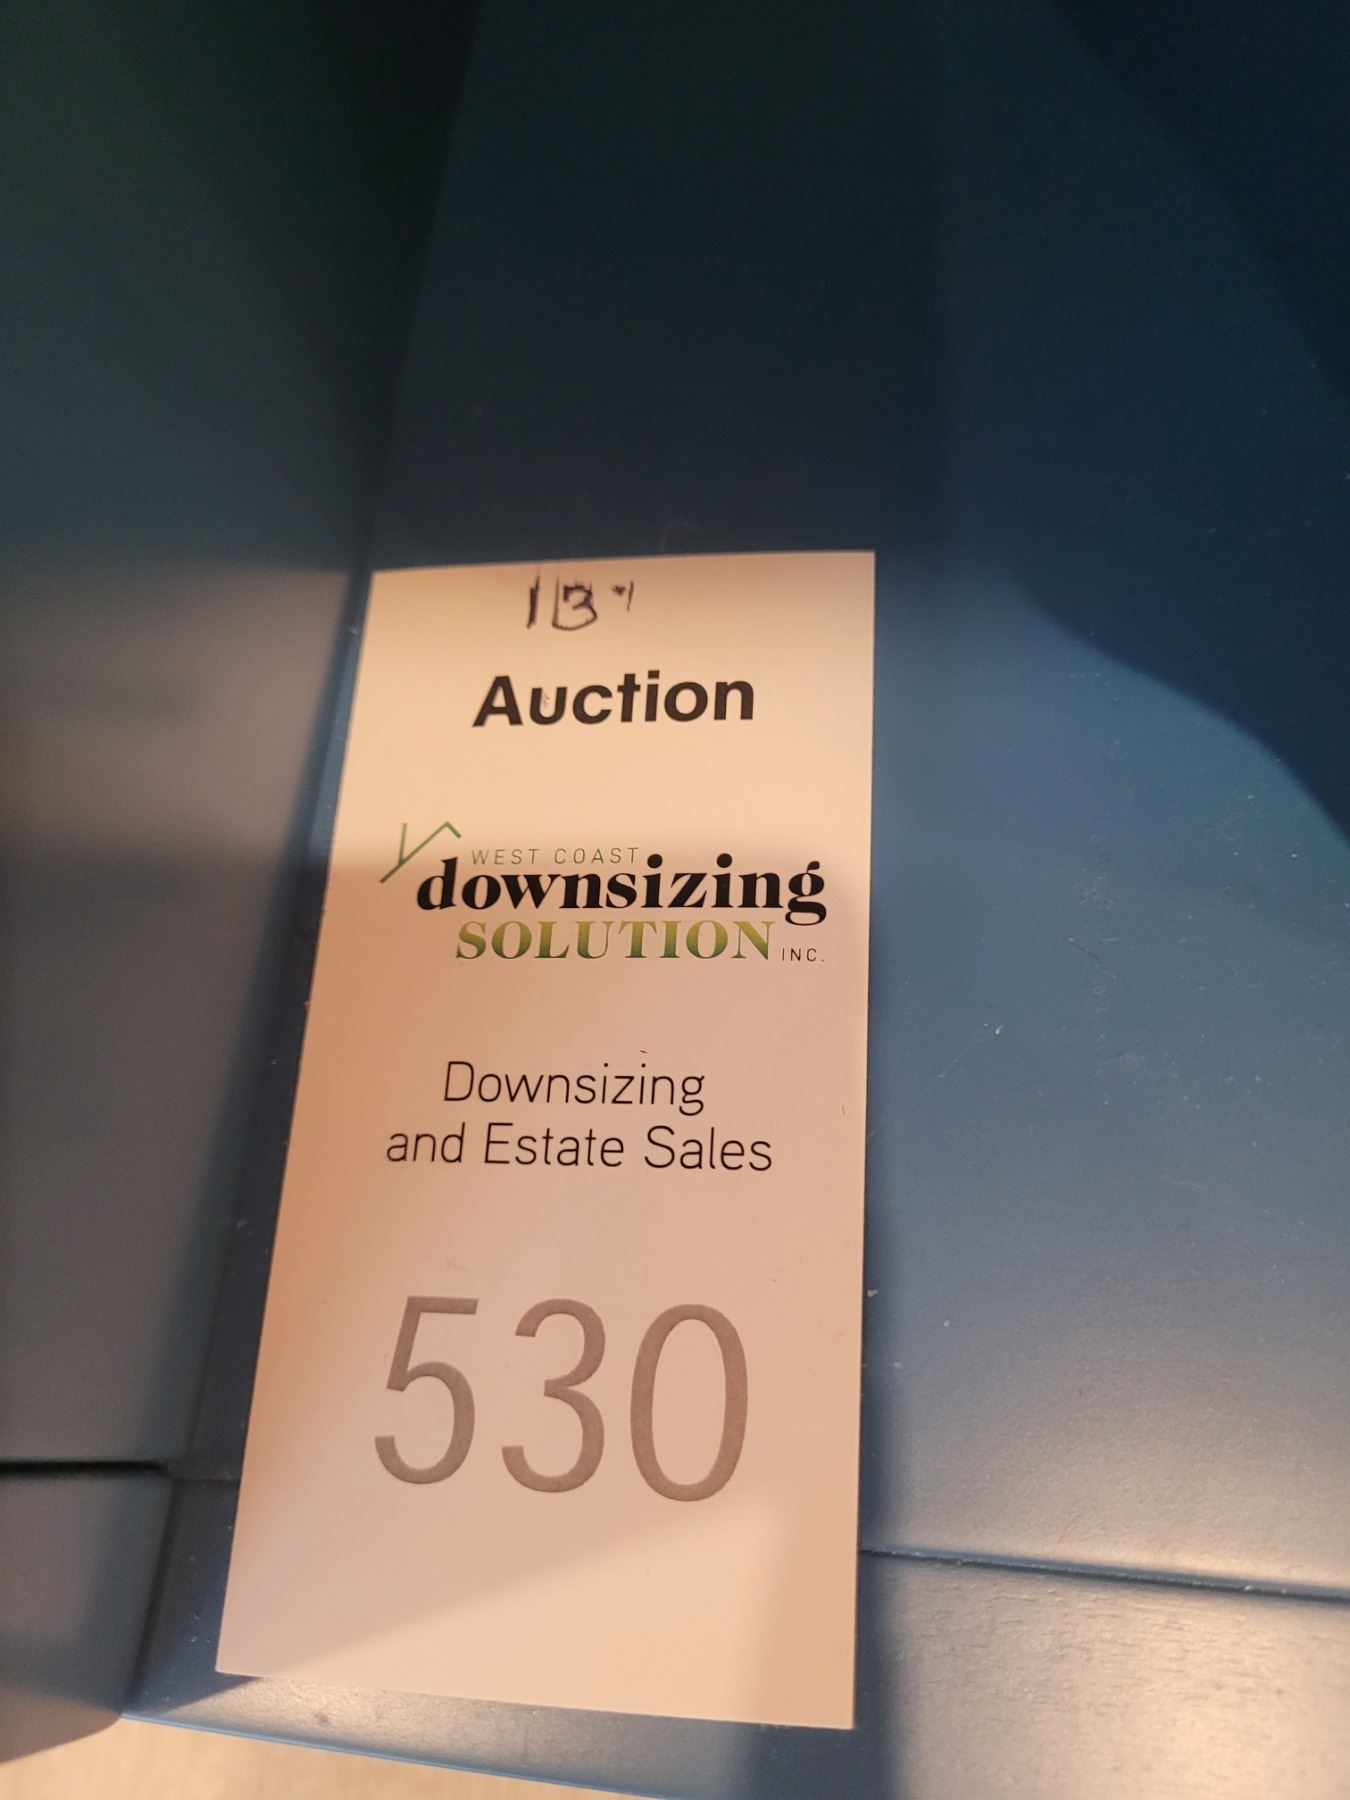 Auction
WEST COAST
downsizing
SOLUTION INC.
Downsizing
and Estate Sales
530